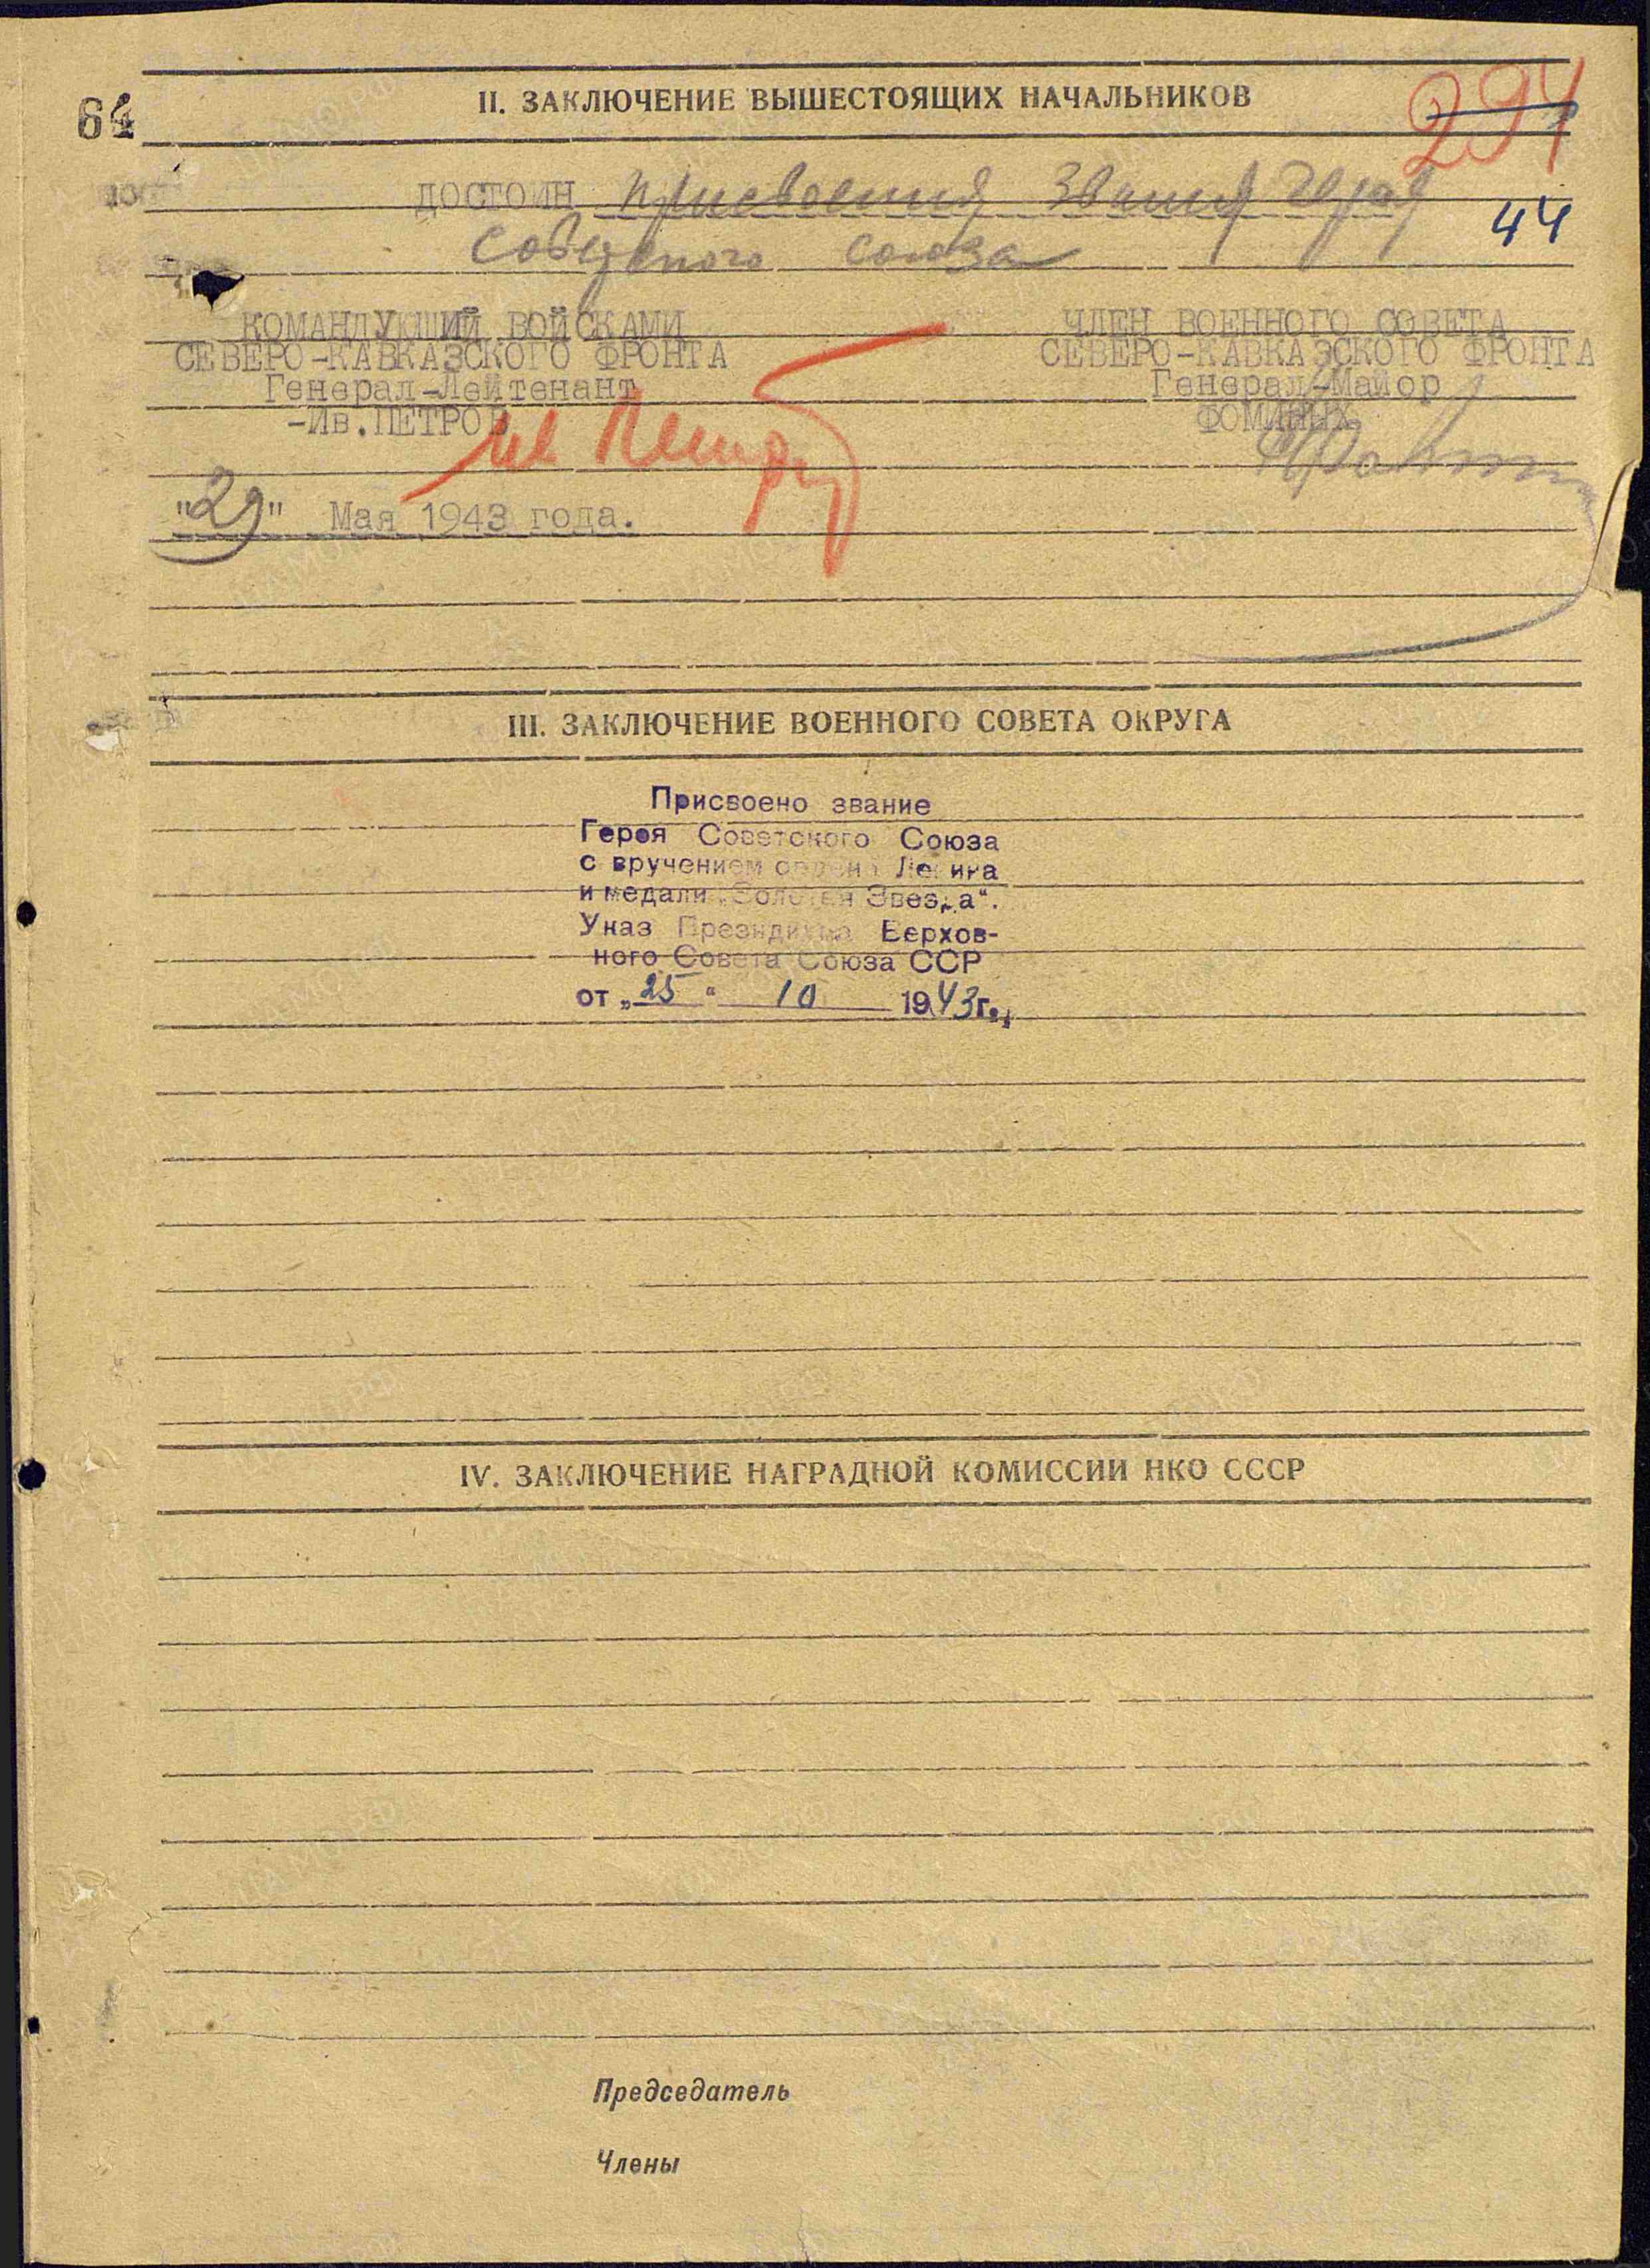 64
II. ЗАКЛЮЧЕНИЕ ВЫШЕСТОЯЩИХ НАЧАЛЬНИКОВ
294
ДОСТОИН присвоения звания Героя
44
Советского Союза
КОМАНДУЮЩИЙ ВОЙСКАМИ
СЕВЕРО-КАВКАЗСКОГО ФРОНТА
Генерал-Лейтенант
-Ив.ПЕТРОВ
Ив Петров
ЧЛЕН ВОЕННОГО СОВЕТА
СЕВЕРО-КАВКАЗСКОГО ФРОНТА
Генерал-Майор
ФОМИНЫХ
"29" Мая 1943 года.
III. ЗАКЛЮЧЕНИЕ ВОЕННОГО СОВЕТА ОКРУГА
Присвоено звание
Героя Советского Союза
с вручением ордена Ленина
и медали „Золотая Звезда".
Указ Президиума Верхов-
ного Совета Союза ССР
от „25" 10 1943г.
IV. ЗАКЛЮЧЕНИЕ НАГРАДНОЙ КОМИССИИ НКО СССР
Председатель
Члены